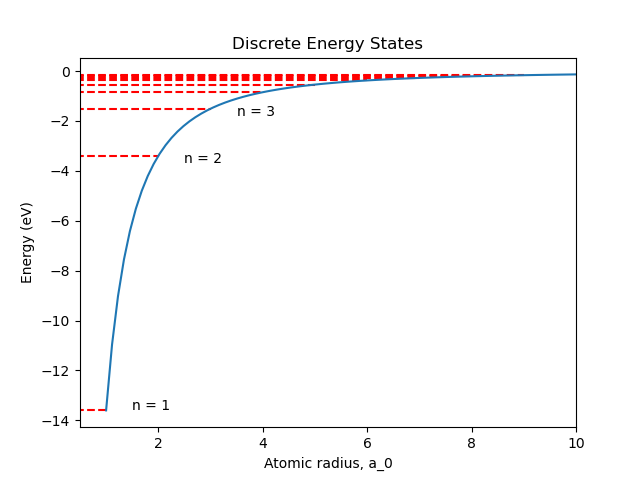 Discrete Energy States
0
−2
−4
−6
−8
−10
−12
−14
Energy (eV)
n = 3
n = 2
n = 1
2
4
6
8
10
Atomic radius, a_0